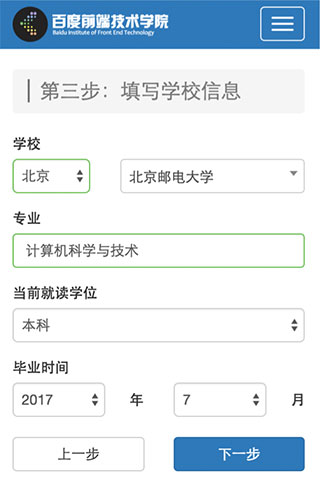 百度前端技术学院
Baidu Institute of Front End Technology
第三步：填写学校信息
学校
北京 北京邮电大学
专业
计算机科学与技术
当前就读学位
本科
毕业时间
2017 年 7 月
上一步 下一步